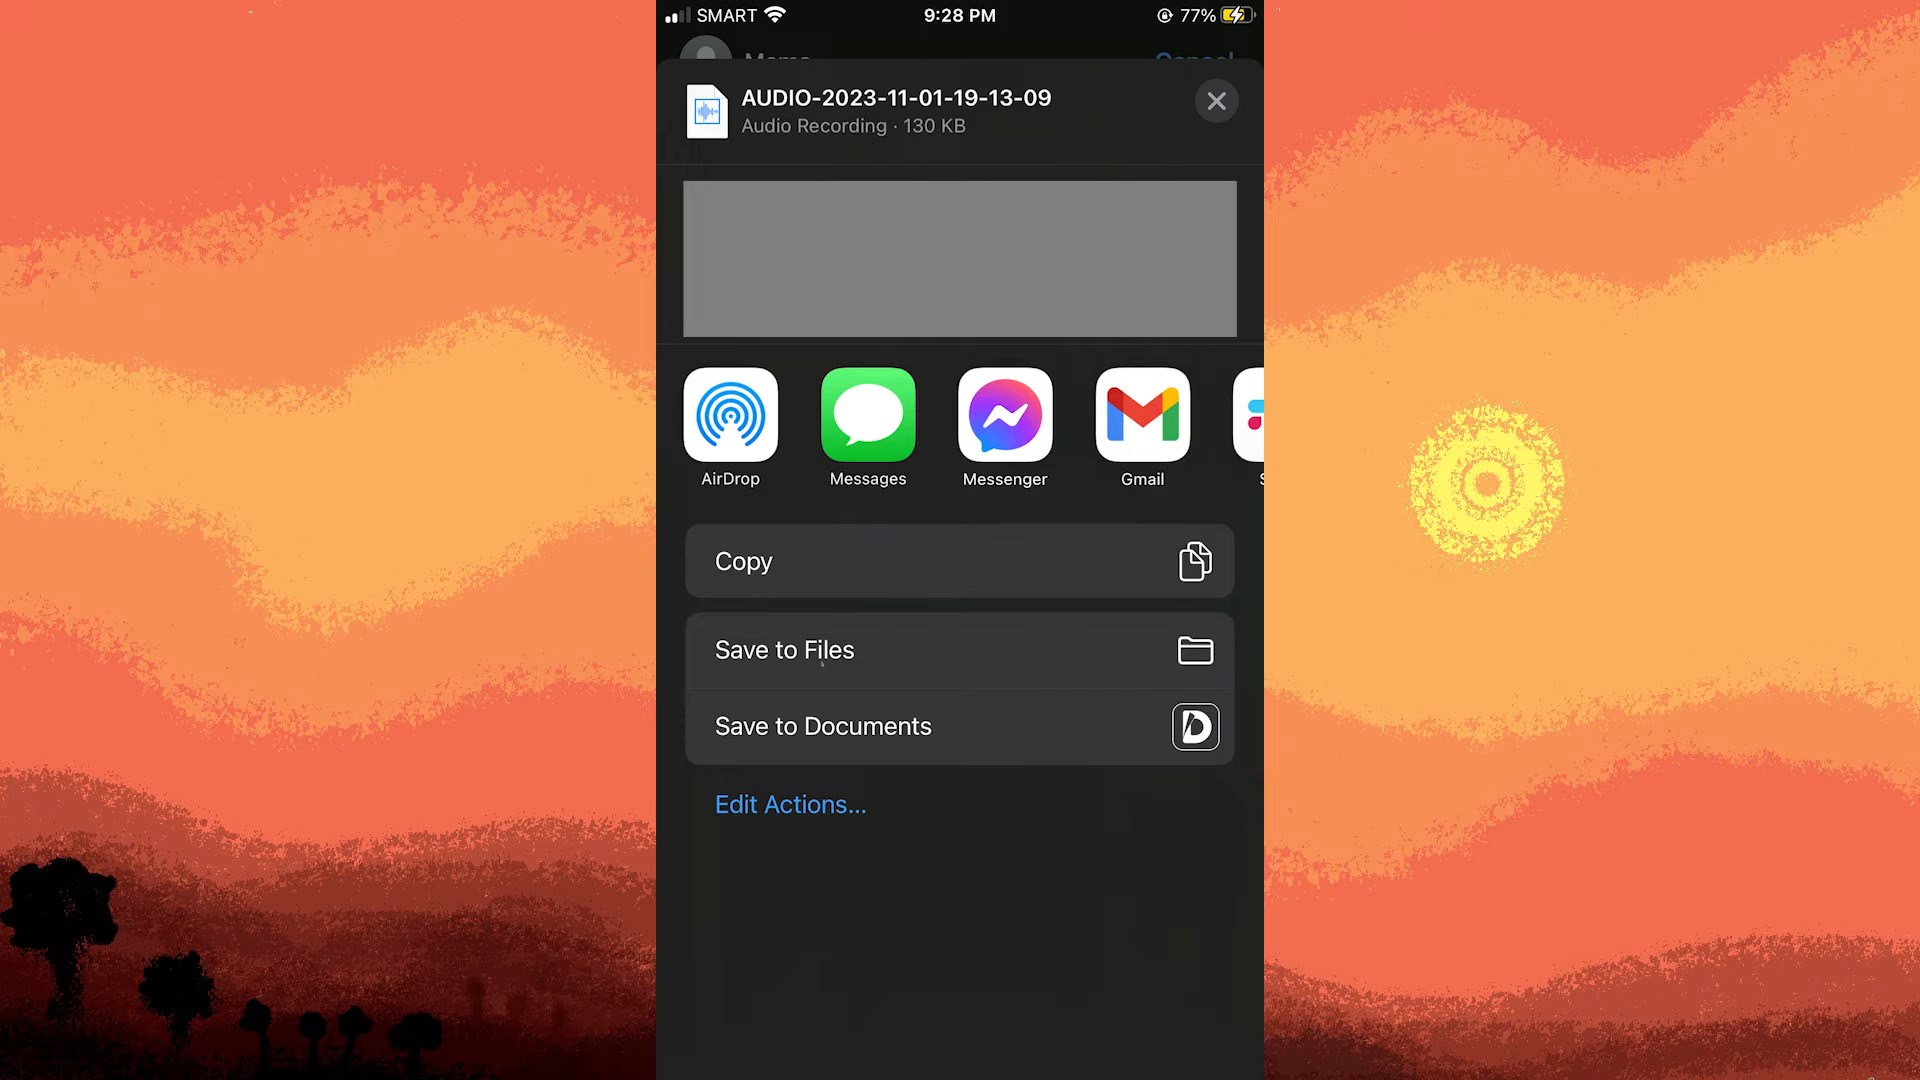 SMART 9:28 PM 77%
AUDIO-2023-11-01-19-13-09
Audio Recording · 130 KB
AirDrop Messages Messenger Gmail
Copy
Save to Files
Save to Documents
Edit Actions...